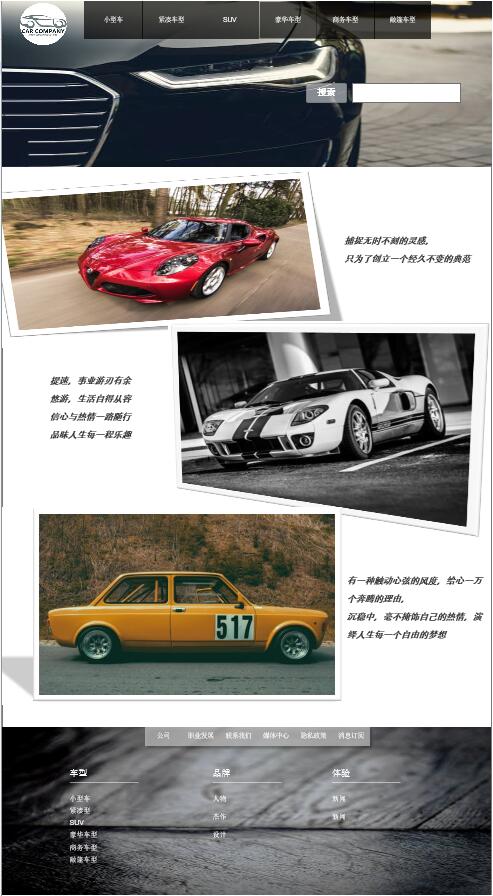 CAR COMPANY
小型车 紧凑车型 SUV 豪华车型 商务车型 敞篷车型
搜索
捕捉无时不刻的灵感，
只为了创立一个经久不变的典范
提速，事业游刃有余
悠游，生活自得从容
信心与热情一路随行
品味人生每一程乐趣
517
有一种触动心弦的风度，给心一万
个奔腾的理由，
沉稳中，毫不掩饰自己的热情，演
绎人生每一个自由的梦想
公司 职业发展 联系我们 媒体中心 隐私政策 消息订阅
车型 品牌 体验
小型车 人物 新闻
紧凑型
SUV 杰作 新闻
豪华车型 设计
商务车型
敞篷车型